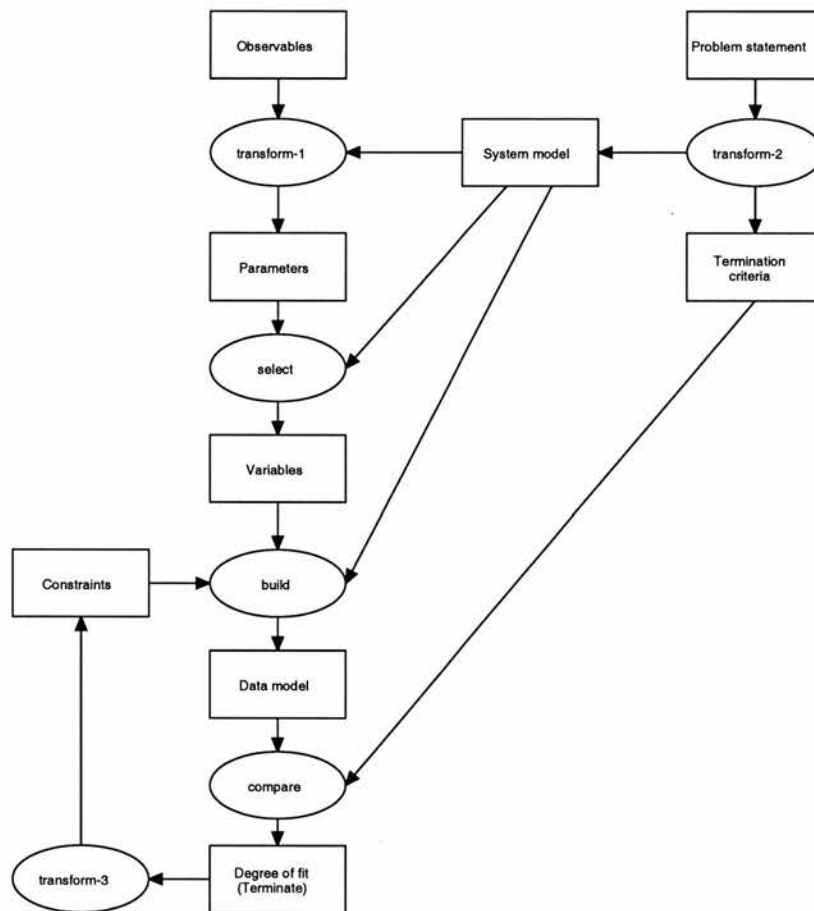 Observables
Problem statement
transform-1
System model
transform-2
Parameters
Termination
criteria
select
Variables
Constraints
build
Data model
compare
transform-3
Degree of fit
(Terminate)